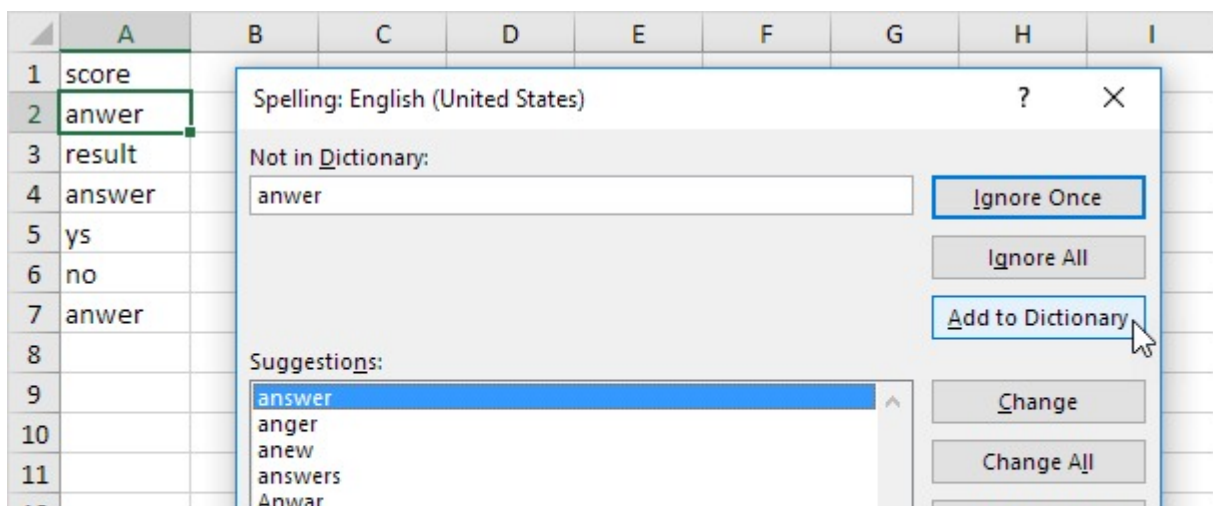 A B C D E F G H I
1 score
2 anwer
3 result
4 answer
5 ys
6 no
7 anwer
8
9
10
11
Spelling: English (United States) ? ×
Not in Dictionary:
anwer
Ignore Once
Ignore All
Add to Dictionary
Suggestions:
answer
anger
anew
answers
Anwar
Change
Change All